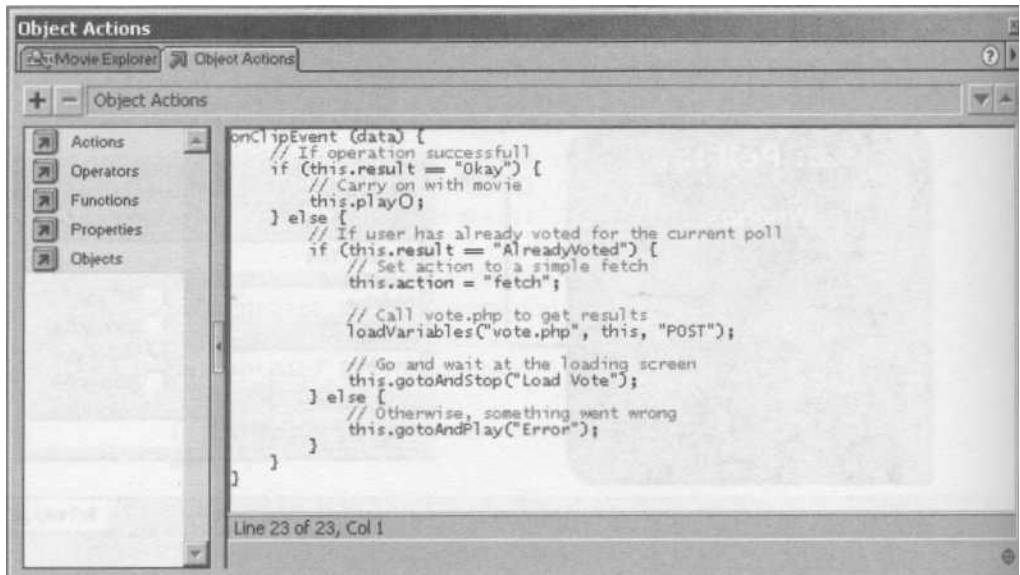 Object Actions
Movie Explorer
Object Actions
?
+ - Object Actions
Actions
Operators
Functions
Properties
Objects
onClipEvent (data) {
    // If operation successfull
    if (this.result == "Okay") {
        // Carry on with movie
        this.play();
    } else {
        // If user has already voted for the current poll
        if (this.result == "AlreadyVoted") {
            // Set action to a simple fetch
            this.action = "fetch";

            // Call vote.php to get results
            loadVariables("vote.php", this, "POST");

            // Go and wait at the loading screen
            this.gotoAndStop("Load Vote");
        } else {
            // Otherwise, something went wrong
            this.gotoAndPlay("Error");
        }
    }
}
Line 23 of 23, Col 1